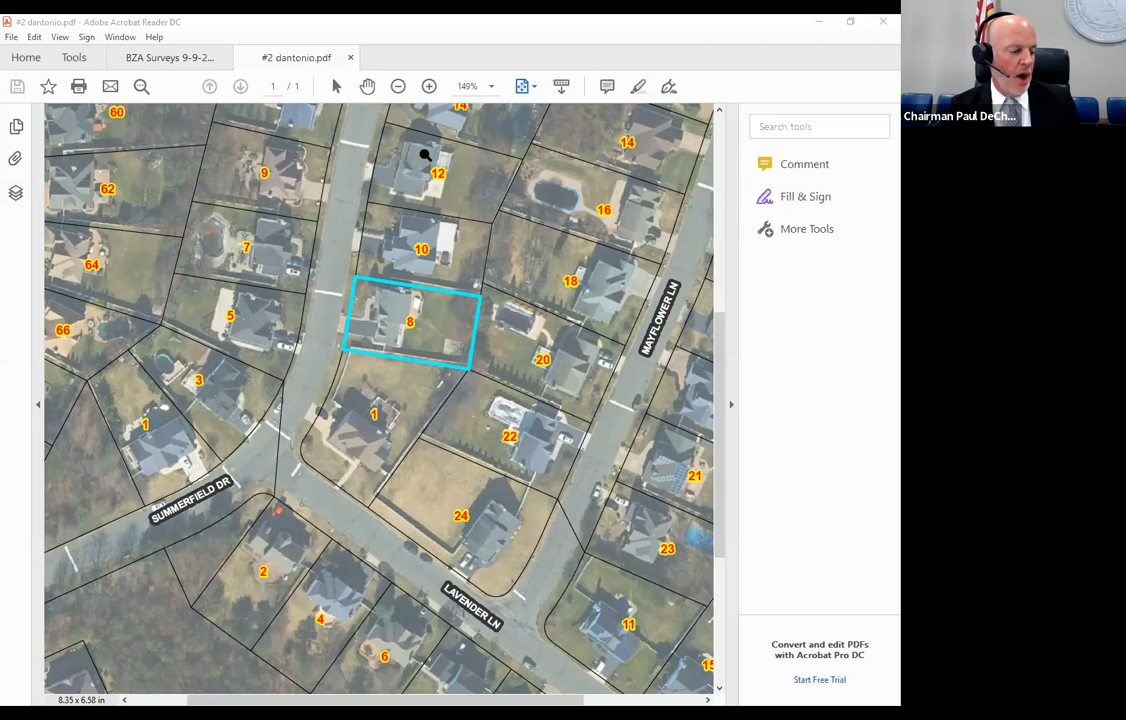 #2 dantonio.pdf - Adobe Acrobat Reader DC
File Edit View Sign Window Help
Home Tools BZA Surveys 9-9-2... #2 dantonio.pdf ×
1 / 1 149%
Chairman Paul DeCh...
Search tools
Comment
Fill & Sign
More Tools
60
14
14
9
12
62
16
7
10
64
18
5
8
66
MAYFLOWER LN
20
3
1
1
22
21
SUMMERFIELD DR
24
23
2
LAVENDER LN
4
11
6
15
Convert and edit PDFs
with Acrobat Pro DC
Start Free Trial
8.35 x 6.58 in